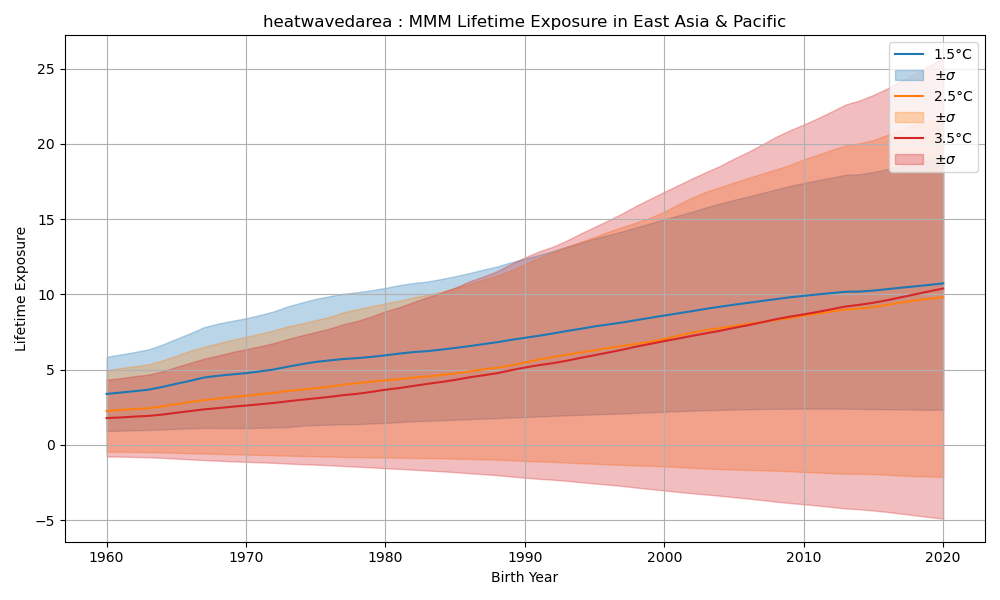 heatwavedarea : MMM Lifetime Exposure in East Asia & Pacific
1.5°C
±σ
2.5°C
±σ
3.5°C
±σ
Lifetime Exposure
25
20
15
10
5
0
−5
1960
1970
1980
1990
2000
2010
2020
Birth Year